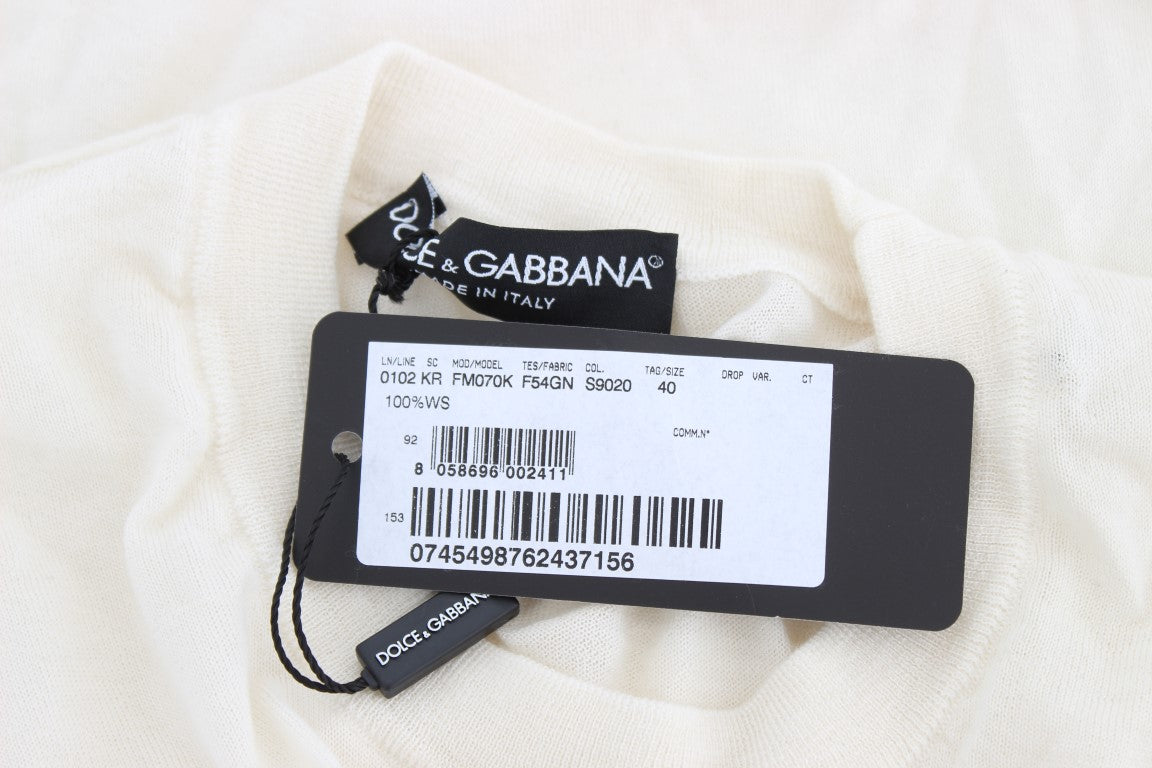 DOLCE & GABBANA
MADE IN ITALY
LN/LINE SC MOD/MODEL TES/FABRIC COL. TAG/SIZE DROP VAR. CT
0102 KR FM070K F54GN S9020 40
100%WS
COMM.N°
92
8 058696 002411
153
0745498762437156
DOLCE & GABBANA